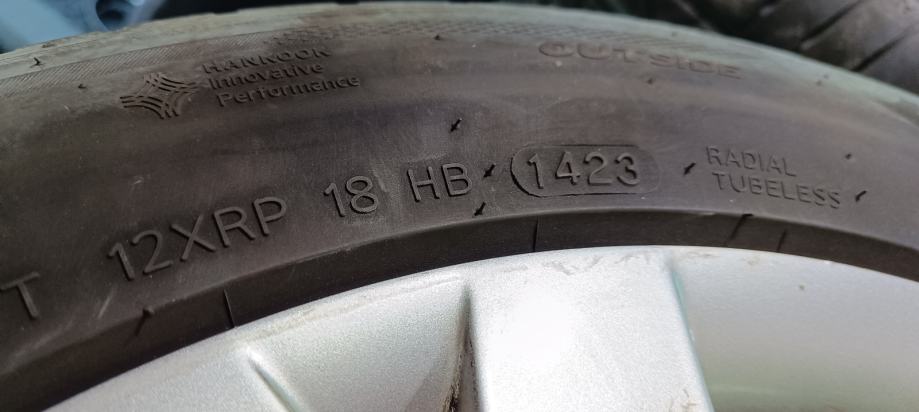 HANKOOK
Innovative
Performance
OUTSIDE
T 12XRP 18 HB 1423
RADIAL
TUBELESS